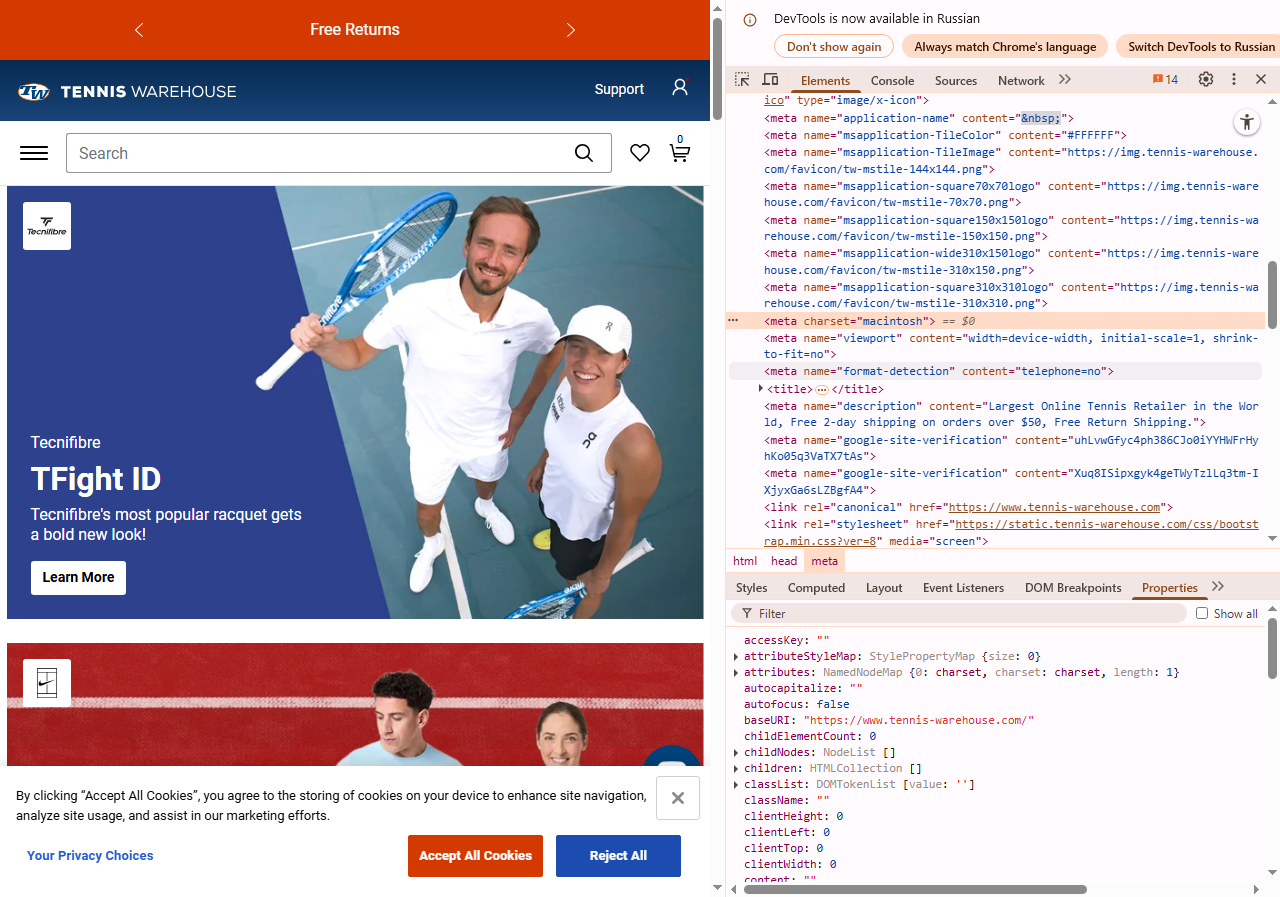 Free Returns
TW TENNIS WAREHOUSE
Support
Search
0
Tecnifibre
Tecnifibre
TFight ID
Tecnifibre's most popular racquet gets
a bold new look!
Learn More
By clicking “Accept All Cookies”, you agree to the storing of cookies on your device to enhance site navigation,
analyze site usage, and assist in our marketing efforts.
Your Privacy Choices
Accept All Cookies
Reject All
DevTools is now available in Russian
Don't show again
Always match Chrome's language
Switch DevTools to Russian
Elements
Console
Sources
Network
14
ico" type="image/x-icon">
<meta name="application-name" content="&nbsp;">
<meta name="msapplication-TileColor" content="#FFFFFF">
<meta name="msapplication-TileImage" content="https://img.tennis-warehouse.
com/favicon/tw-mstile-144x144.png">
<meta name="msapplication-square70x70logo" content="https://img.tennis-ware
house.com/favicon/tw-mstile-70x70.png">
<meta name="msapplication-square150x150logo" content="https://img.tennis-wa
rehouse.com/favicon/tw-mstile-150x150.png">
<meta name="msapplication-wide310x150logo" content="https://img.tennis-ware
house.com/favicon/tw-mstile-310x150.png">
<meta name="msapplication-square310x310logo" content="https://img.tennis-wa
rehouse.com/favicon/tw-mstile-310x310.png">
<meta charset="macintosh"> == $0
<meta name="viewport" content="width=device-width, initial-scale=1, shrink-
to-fit=no">
<meta name="format-detection" content="telephone=no">
<title>…</title>
<meta name="description" content="Largest Online Tennis Retailer in the Wor
ld, Free 2-day shipping on orders over $50, Free Return Shipping.">
<meta name="google-site-verification" content="uhLvwGfyc4ph386CJo0iYYHWFrHy
hKo05q3VaTX7tAs">
<meta name="google-site-verification" content="Xuq8ISipxgyk4geTWyTzlLq3tm-I
XjyxGa6sLZBgfA4">
<link rel="canonical" href="https://www.tennis-warehouse.com">
<link rel="stylesheet" href="https://static.tennis-warehouse.com/css/bootst
rap.min.css?ver=8" media="screen">
html
head
meta
Styles
Computed
Layout
Event Listeners
DOM Breakpoints
Properties
Filter
Show all
accessKey: ""
attributeStyleMap: StylePropertyMap {size: 0}
attributes: NamedNodeMap {0: charset, charset: charset, length: 1}
autocapitalize: ""
autofocus: false
baseURI: "https://www.tennis-warehouse.com/"
childElementCount: 0
childNodes: NodeList []
children: HTMLCollection []
classList: DOMTokenList [value: '']
className: ""
clientHeight: 0
clientLeft: 0
clientTop: 0
clientWidth: 0
content: ""